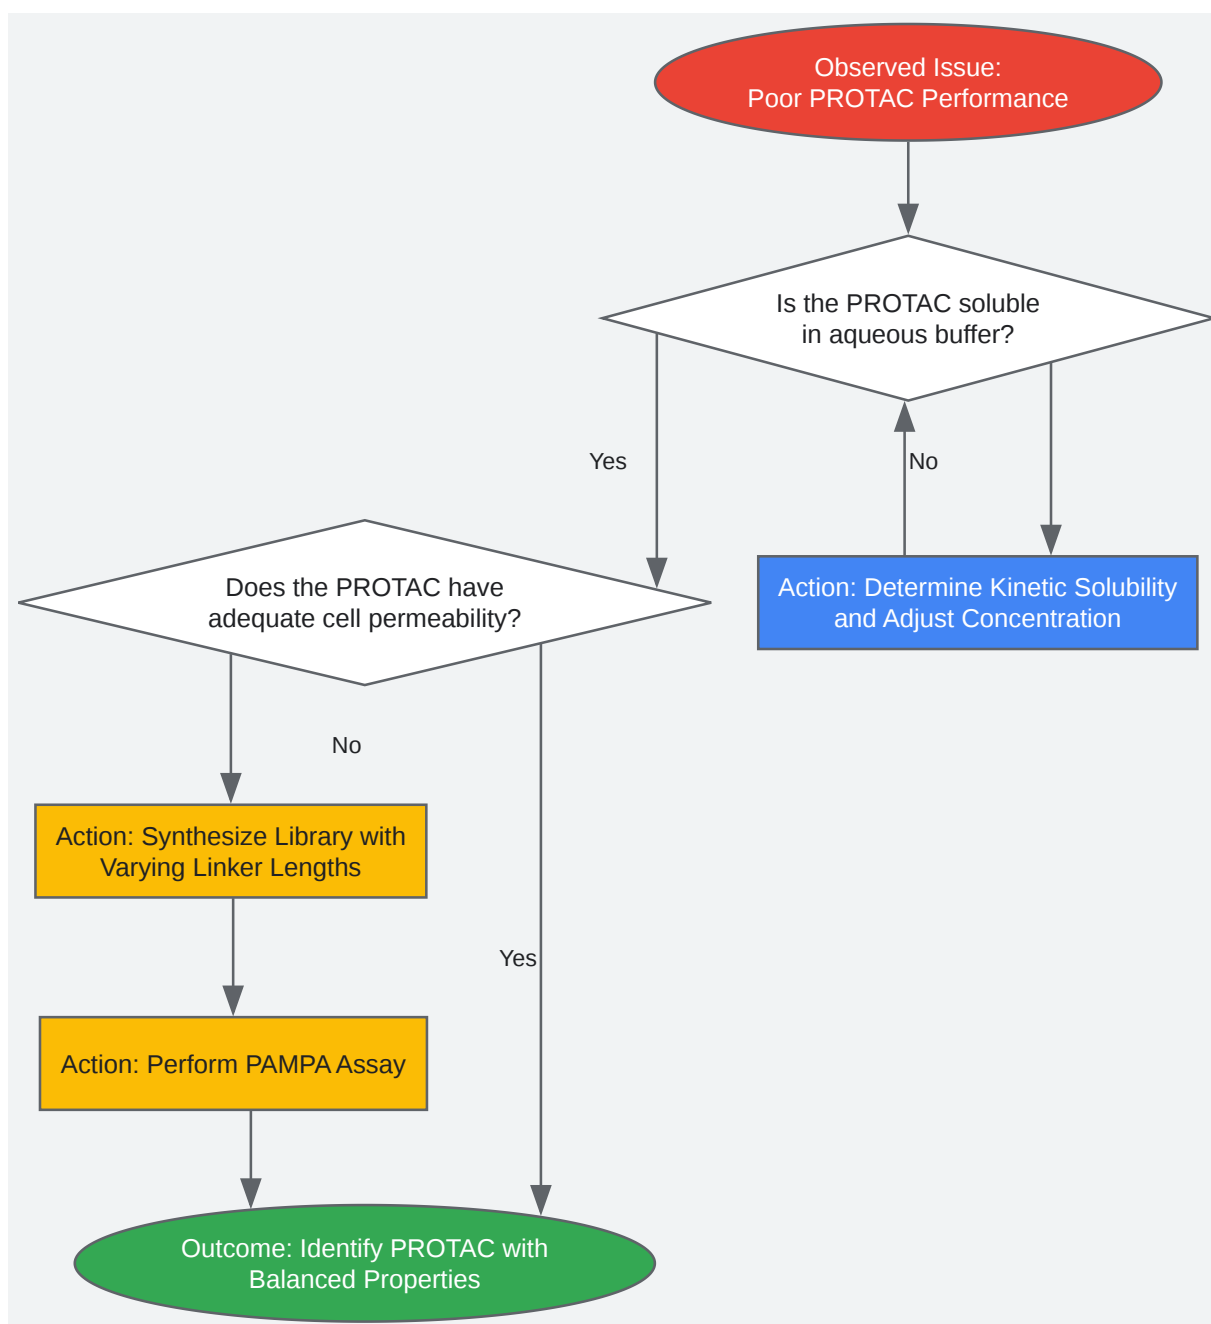 Observed Issue:
Poor PROTAC Performance
Is the PROTAC soluble
in aqueous buffer?
Yes
No
Does the PROTAC have
adequate cell permeability?
Action: Determine Kinetic Solubility
and Adjust Concentration
No
Action: Synthesize Library with
Varying Linker Lengths
Yes
Action: Perform PAMPA Assay
Outcome: Identify PROTAC with
Balanced Properties